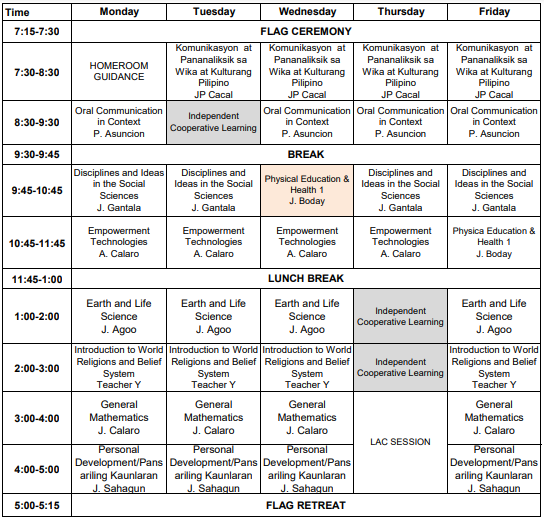 Time Monday Tuesday Wednesday Thursday Friday
7:15-7:30 FLAG CEREMONY
7:30-8:30
HOMEROOM
GUIDANCE
Komunikasyon at
Pananaliksik sa
Wika at Kulturang
Pilipino
JP Cacal
Komunikasyon at
Pananaliksik sa
Wika at Kulturang
Pilipino
JP Cacal
Komunikasyon at
Pananaliksik sa
Wika at Kulturang
Pilipino
JP Cacal
Komunikasyon at
Pananaliksik sa
Wika at Kulturang
Pilipino
JP Cacal
8:30-9:30
Oral Communication
in Context
P. Asuncion
Independent
Cooperative Learning
Oral Communication
in Context
P. Asuncion
Oral Communication
in Context
P. Asuncion
Oral Communication
in Context
P. Asuncion
9:30-9:45 BREAK
9:45-10:45
Disciplines and Ideas
in the Social
Sciences
J. Gantala
Disciplines and
Ideas in the Social
Sciences
J. Gantala
Physical Education &
Health 1
J. Boday
Disciplines and
Ideas in the Social
Sciences
J. Gantala
Disciplines and
Ideas in the Social
Sciences
J. Gantala
10:45-11:45
Empowerment
Technologies
A. Calaro
Empowerment
Technologies
A. Calaro
Empowerment
Technologies
A. Calaro
Empowerment
Technologies
A. Calaro
Physica Education &
Health 1
J. Boday
11:45-1:00 LUNCH BREAK
1:00-2:00
Earth and Life
Science
J. Agoo
Earth and Life
Science
J. Agoo
Earth and Life
Science
J. Agoo
Independent
Cooperative Learning
Earth and Life
Science
J. Agoo
2:00-3:00
Introduction to World
Religions and Belief
System
Teacher Y
Introduction to World
Religions and Belief
System
Teacher Y
Introduction to World
Religions and Belief
System
Teacher Y
Independent
Cooperative Learning
Introduction to World
Religions and Belief
System
Teacher Y
3:00-4:00
General
Mathematics
J. Calaro
General
Mathematics
J. Calaro
General
Mathematics
J. Calaro
LAC SESSION
General
Mathematics
J. Calaro
4:00-5:00
Personal
Development/Pans
ariling Kaunlaran
J. Sahagun
Personal
Development/Pans
ariling Kaunlaran
J. Sahagun
Personal
Development/Pans
ariling Kaunlaran
J. Sahagun
Personal
Development/Pans
ariling Kaunlaran
J. Sahagun
5:00-5:15 FLAG RETREAT